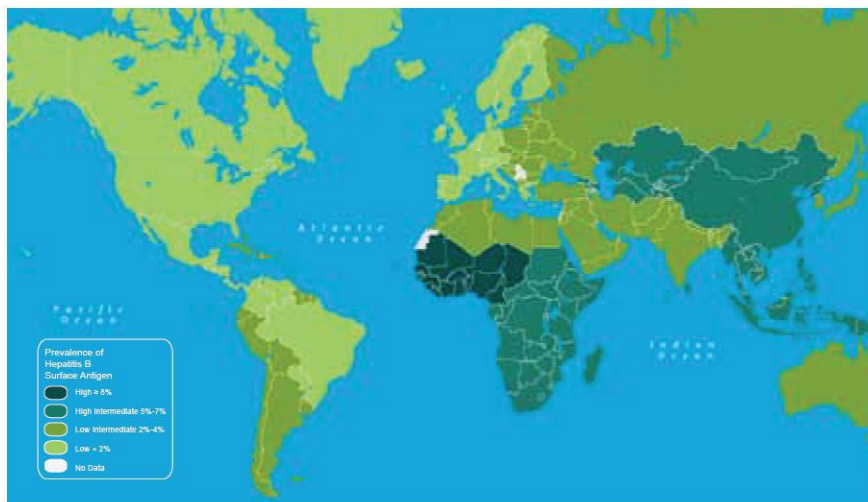 Atlantic
Ocean
Pacific
Ocean
Indian
Ocean
Prevalence of
Hepatitis B
Surface Antigen
High ≥ 8%
High Intermediate 5%-7%
Low Intermediate 2%-4%
Low < 2%
No Data